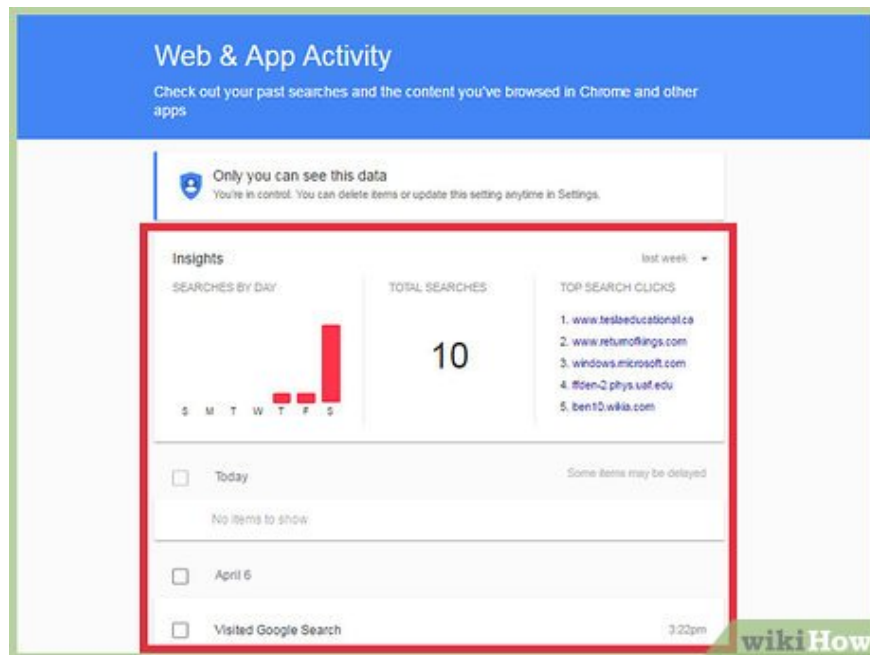 Web & App Activity
Check out your past searches and the content you've browsed in Chrome and other
apps
Only you can see this data
You're in control. You can delete items or update this setting anytime in Settings.
Insights
last week
SEARCHES BY DAY
TOTAL SEARCHES
TOP SEARCH CLICKS
10
1. www.teslaeducational.ca
2. www.returnofkings.com
3. windows.microsoft.com
4. ffden-2.phys.uaf.edu
5. ben10.wikia.com
S M T W T F S
Today
Some items may be delayed
No items to show
April 6
Visited Google Search
3:22pm
wikiHow